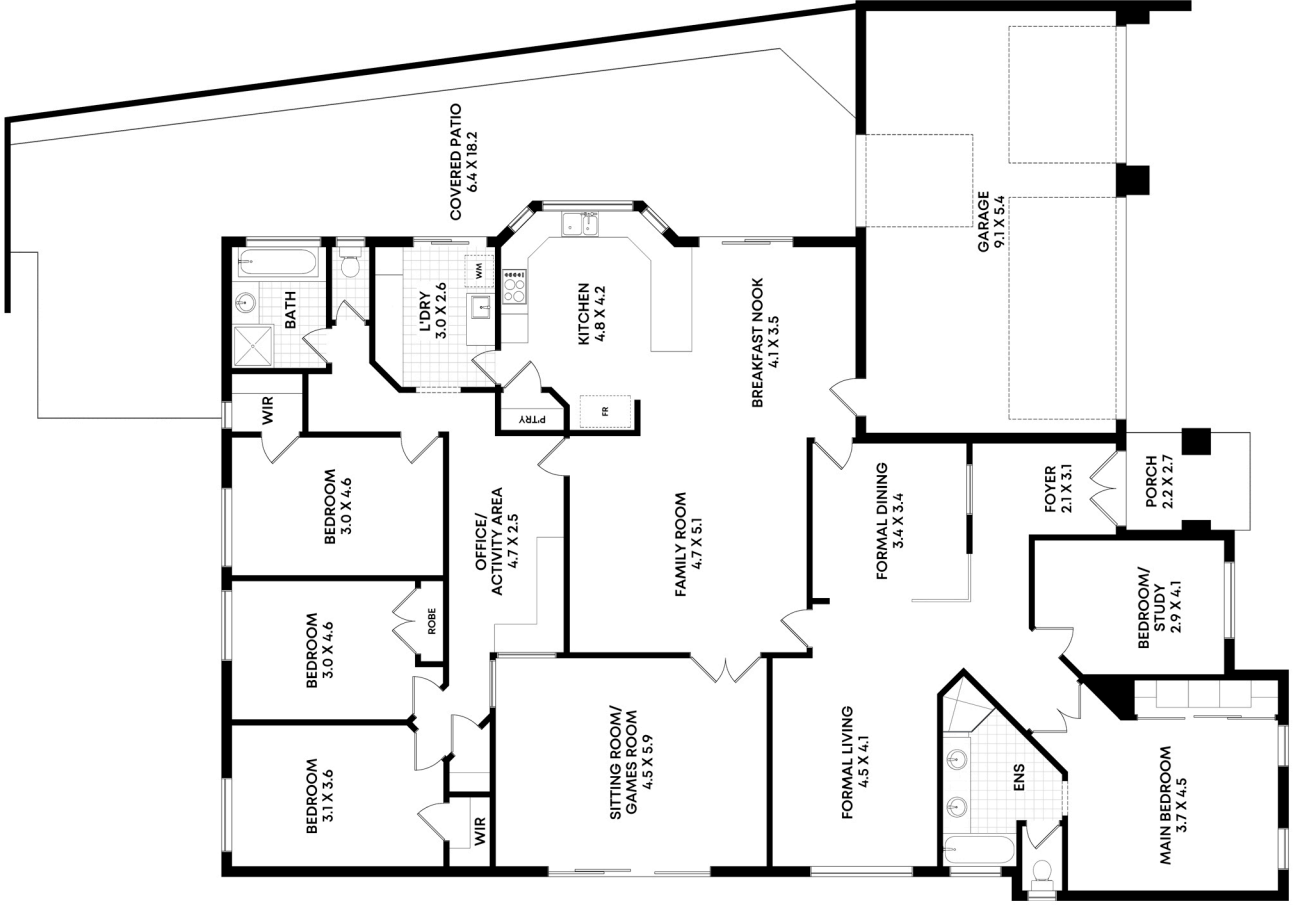 COVERED PATIO
6.4 X 18.2
GARAGE
9.1 X 5.4
BATH
L'DRY
3.0 X 2.6
WM
KITCHEN
4.8 X 4.2
BREAKFAST NOOK
4.1 X 3.5
WIR
P'TRY
FR
BEDROOM
3.0 X 4.6
OFFICE/
ACTIVITY AREA
4.7 X 2.5
FAMILY ROOM
4.7 X 5.1
FORMAL DINING
3.4 X 3.4
FOYER
2.1 X 3.1
PORCH
2.2 X 2.7
BEDROOM
3.0 X 4.6
ROBE
BEDROOM/
STUDY
2.9 X 4.1
BEDROOM
3.1 X 3.6
WIR
SITTING ROOM/
GAMES ROOM
4.5 X 5.9
FORMAL LIVING
4.5 X 4.1
ENS
MAIN BEDROOM
3.7 X 4.5